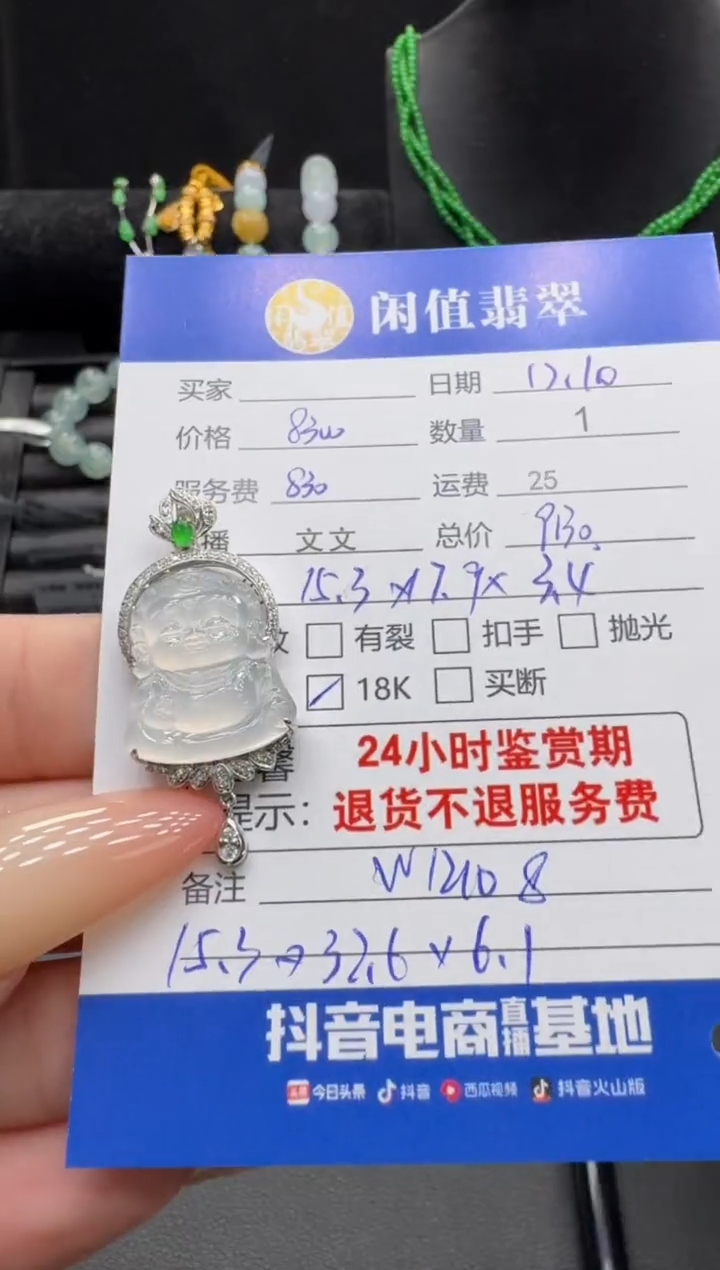 闲值翡翠
买家 日期 12.10
价格 8300 数量 1
服务费 830 运费 25
播 文文 总价 9130.
15.3×17.9×3.4
有裂 扣手 抛光
18K 买断
24小时鉴赏期
提示: 退货不退服务费
备注 W1210 8
15.3×32.6×6.1
抖音电商直播基地
今日头条 抖音 西瓜视频 抖音火山版